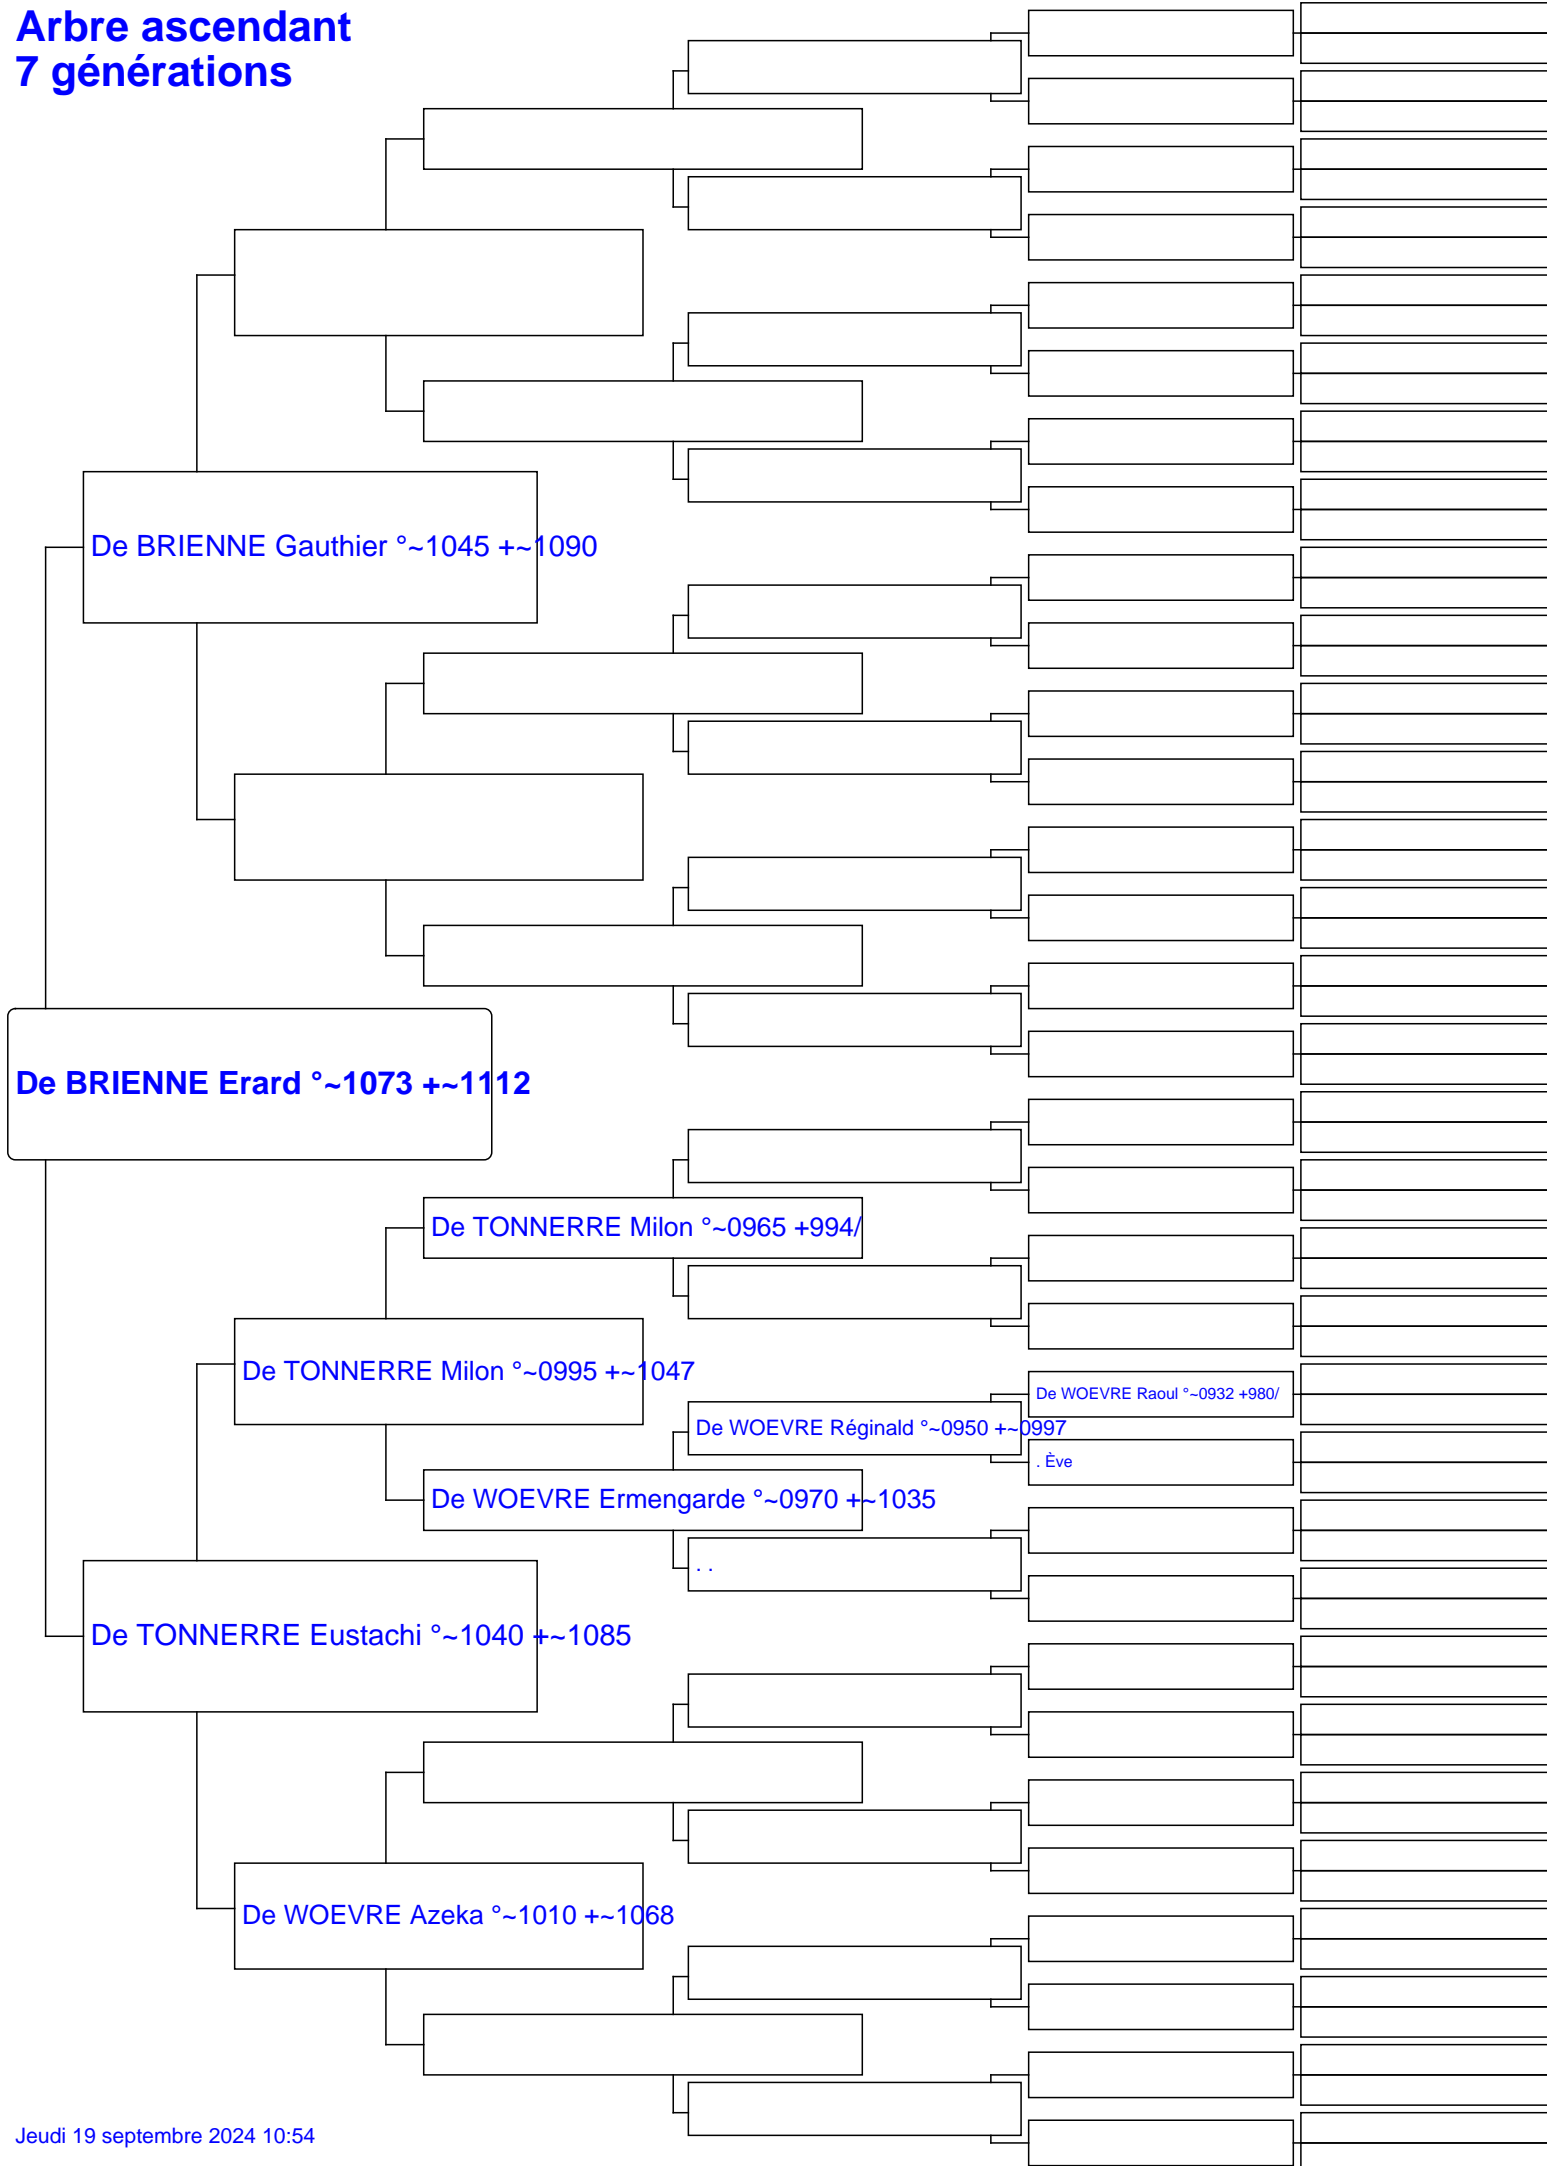 Arbre ascendant
7 générations
De BRIENNE Gauthier °~1045 +~1090
De BRIENNE Erard °~1073 +~1112
De TONNERRE Milon °~0965 +994/
De TONNERRE Milon °~0995 +~1047
De WOEVRE Raoul °~0932 +980/
De WOEVRE Réginald °~0950 +~0997
. Ève
De WOEVRE Ermengarde °~0970 +~1035
. .
De TONNERRE Eustachi °~1040 +~1085
De WOEVRE Azeka °~1010 +~1068
Jeudi 19 septembre 2024 10:54